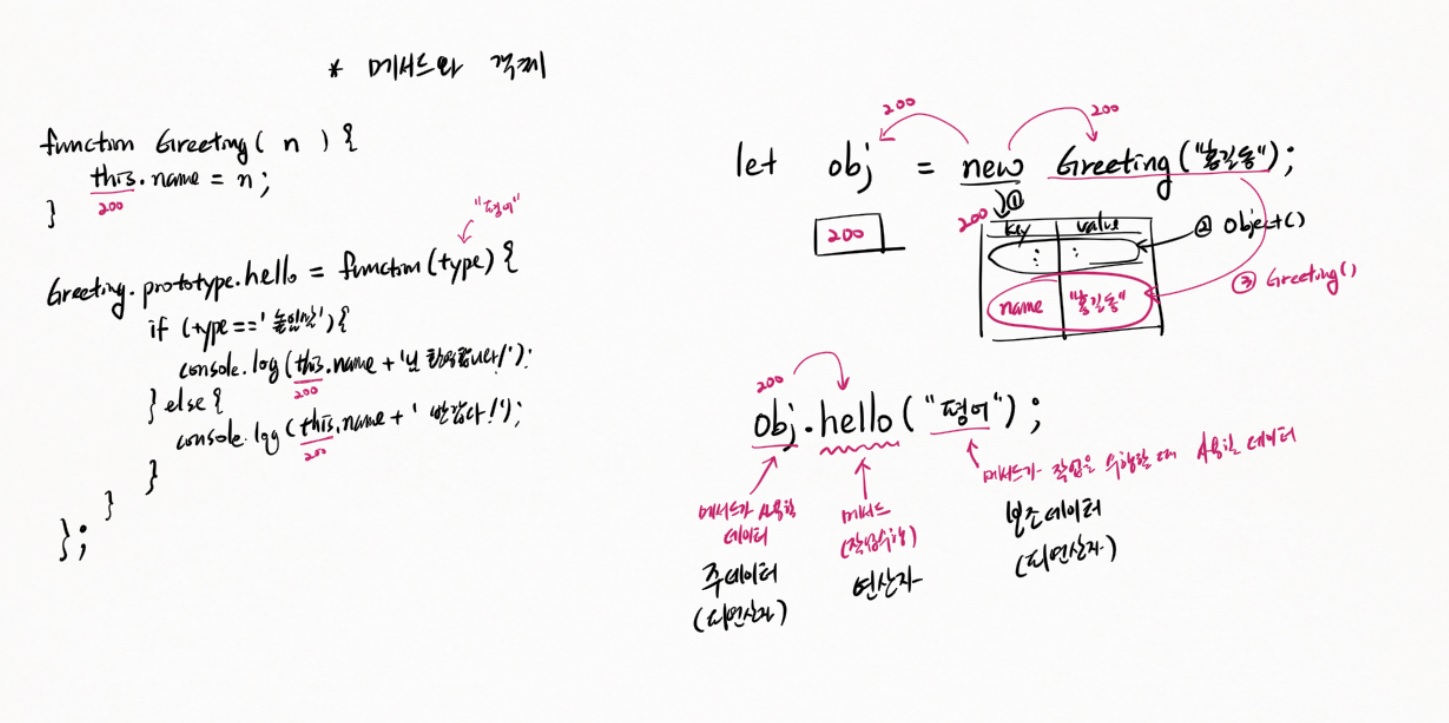 * 메서드와 객체
function Greeting( n ) {
this.name = n;
200
}
"평어"
Greeting.prototype.hello = function(type) {
if (type=='높임말'){
console.log(this.name + '님 환영합니다!');
200
} else {
console.log(this.name + ' 반갑다!');
200
}
}
};
200 200
let obj = new Greeting("홍길동");
200 ①
200
key value
② Object()
: :
③ Greeting()
name "홍길동"
200
obj.hello("평어");
메서드가 작업을 수행할 때 사용할 데이터
메서드가 사용할
데이터
메서드
(작업수행)
보조데이터
(피연산자)
주데이터
(피연산자)
연산자